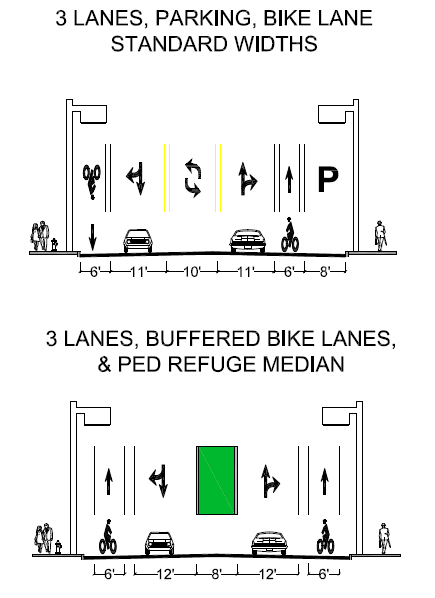 3 LANES, PARKING, BIKE LANE
STANDARD WIDTHS
P
6' 11' 10' 11' 6' 8'
3 LANES, BUFFERED BIKE LANES,
& PED REFUGE MEDIAN
6' 12' 8' 12' 6'